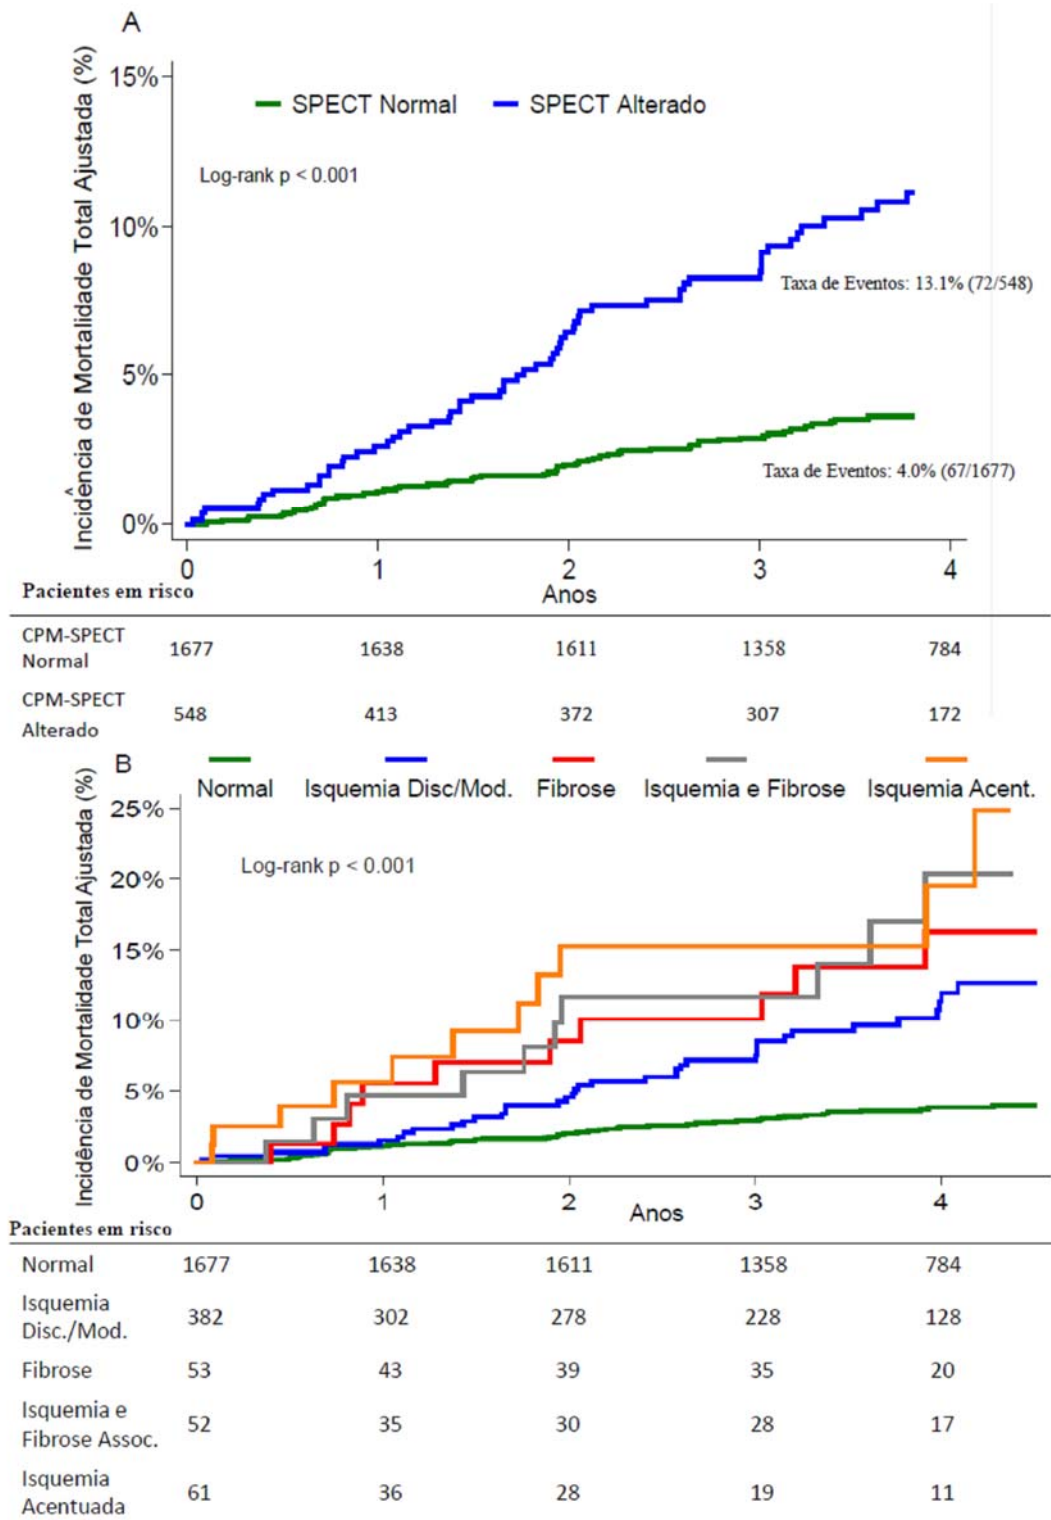 A
Incidência de Mortalidade Total Ajustada (%)
15%
10%
5%
0%
SPECT Normal SPECT Alterado
Log-rank p < 0.001
Taxa de Eventos: 13.1% (72/548)
Taxa de Eventos: 4.0% (67/1677)
0 1 2 3 4
Anos
Pacientes em risco
CPM-SPECT
Normal 1677 1638 1611 1358 784
CPM-SPECT
Alterado 548 413 372 307 172
B
Normal Isquemia Disc/Mod. Fibrose Isquemia e Fibrose Isquemia Acent.
Incidência de Mortalidade Total Ajustada (%)
25%
20%
15%
10%
5%
0%
Log-rank p < 0.001
0 1 2 3 4
Anos
Pacientes em risco
Normal 1677 1638 1611 1358 784
Isquemia
Disc./Mod. 382 302 278 228 128
Fibrose 53 43 39 35 20
Isquemia e
Fibrose Assoc. 52 35 30 28 17
Isquemia
Acentuada 61 36 28 19 11